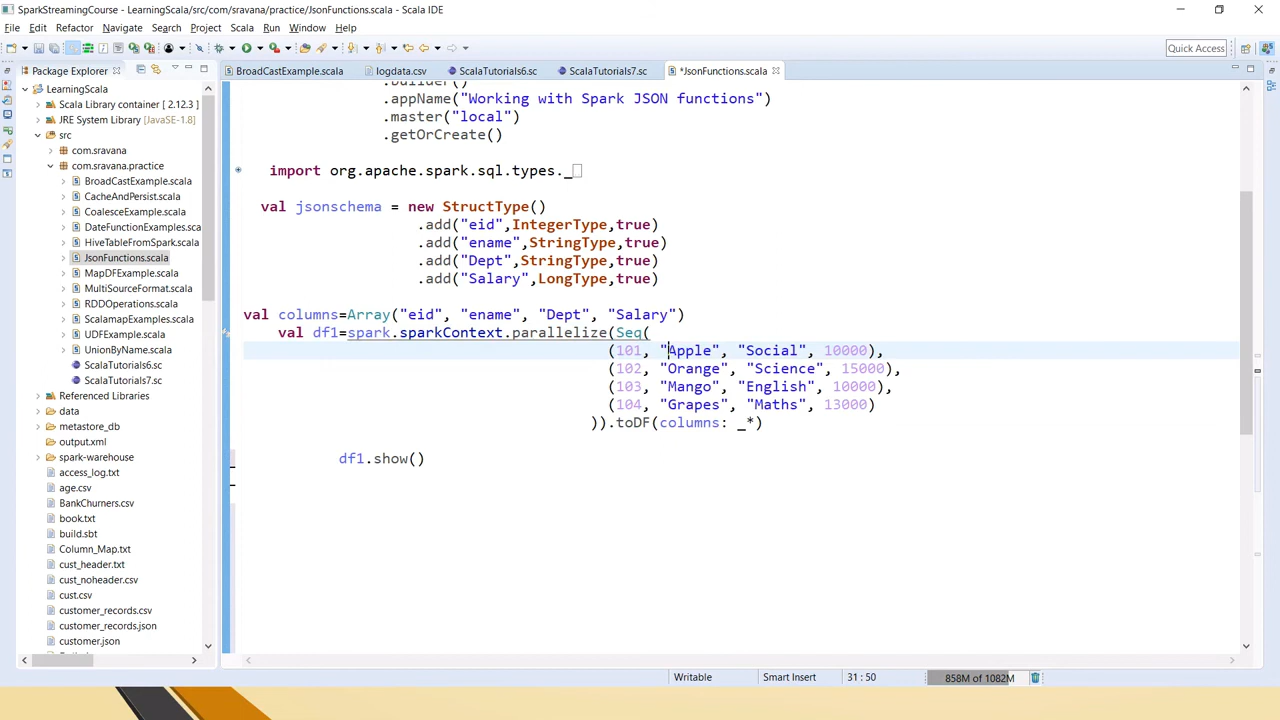 SparkStreamingCourse - LearningScala/src/com/sravana/practice/JsonFunctions.scala - Scala IDE
File Edit Refactor Navigate Search Project Scala Run Window Help
Quick Access
Package Explorer
BroadCastExample.scala logdata.csv ScalaTutorials6.sc ScalaTutorials7.sc *JsonFunctions.scala
LearningScala
Scala Library container [ 2.12.3 ]
JRE System Library [JavaSE-1.8]
src
com.sravana
com.sravana.practice
BroadCastExample.scala
CacheAndPersist.scala
CoalesceExample.scala
DateFunctionExamples.scala
HiveTableFromSpark.scala
JsonFunctions.scala
MapDFExample.scala
MultiSourceFormat.scala
RDDOperations.scala
ScalamapExamples.scala
UDFExample.scala
UnionByName.scala
ScalaTutorials6.sc
ScalaTutorials7.sc
Referenced Libraries
data
metastore_db
output.xml
spark-warehouse
access_log.txt
age.csv
BankChurners.csv
book.txt
build.sbt
Column_Map.txt
cust_header.txt
cust_noheader.csv
cust.csv
customer_records.csv
customer_records.json
customer.json
.builder()
.appName("Working with Spark JSON functions")
.master("local")
.getOrCreate()
import org.apache.spark.sql.types._
val jsonschema = new StructType()
.add("eid",IntegerType,true)
.add("ename",StringType,true)
.add("Dept",StringType,true)
.add("Salary",LongType,true)
val columns=Array("eid", "ename", "Dept", "Salary")
val df1=spark.sparkContext.parallelize(Seq(
(101, "Apple", "Social", 10000),
(102, "Orange", "Science", 15000),
(103, "Mango", "English", 10000),
(104, "Grapes", "Maths", 13000)
)).toDF(columns: _*)
df1.show()
Writable Smart Insert 31 : 50 858M of 1082M